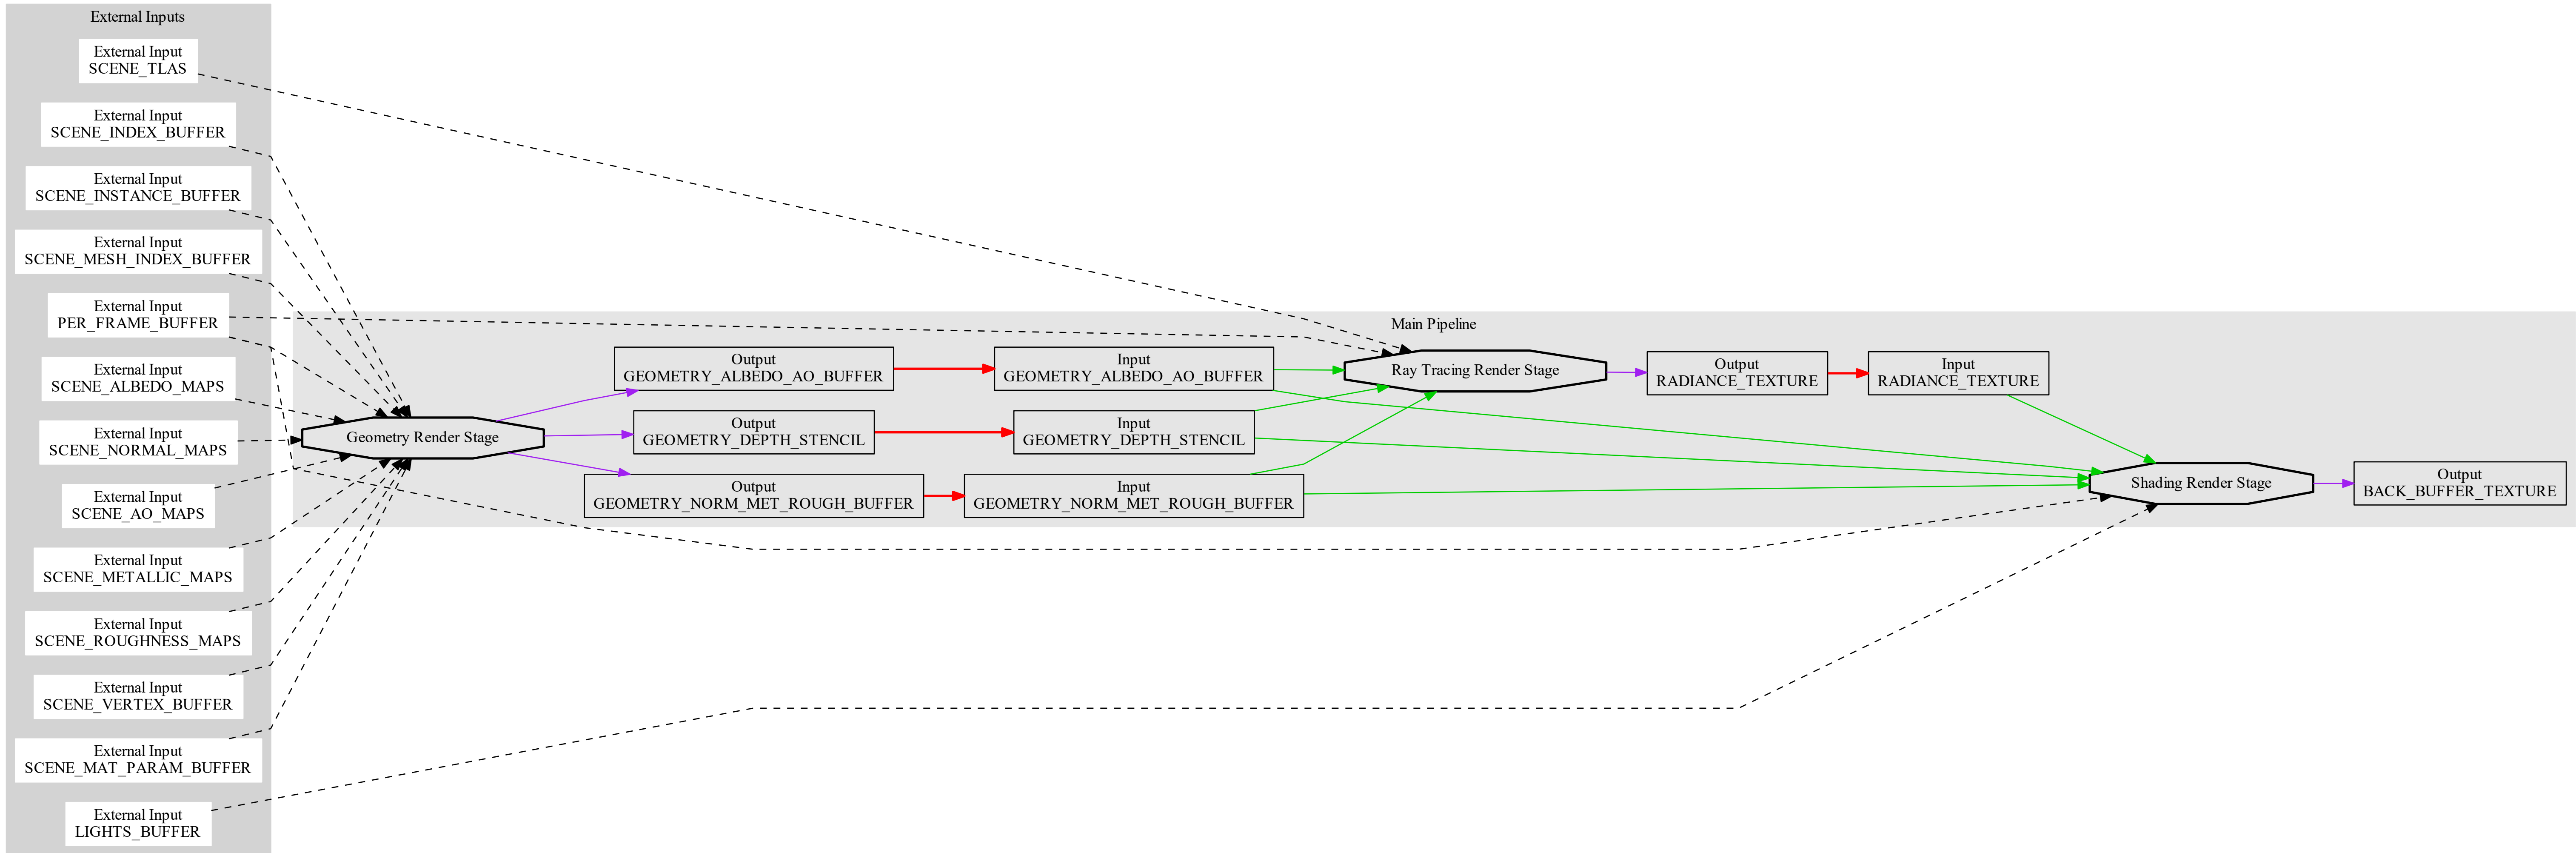 External Inputs
External Input
SCENE_TLAS
External Input
SCENE_INDEX_BUFFER
External Input
SCENE_INSTANCE_BUFFER
External Input
SCENE_MESH_INDEX_BUFFER
External Input
PER_FRAME_BUFFER
External Input
SCENE_ALBEDO_MAPS
External Input
SCENE_NORMAL_MAPS
External Input
SCENE_AO_MAPS
External Input
SCENE_METALLIC_MAPS
External Input
SCENE_ROUGHNESS_MAPS
External Input
SCENE_VERTEX_BUFFER
External Input
SCENE_MAT_PARAM_BUFFER
External Input
LIGHTS_BUFFER
Main Pipeline
Geometry Render Stage
Output
GEOMETRY_ALBEDO_AO_BUFFER
Output
GEOMETRY_DEPTH_STENCIL
Output
GEOMETRY_NORM_MET_ROUGH_BUFFER
Input
GEOMETRY_ALBEDO_AO_BUFFER
Input
GEOMETRY_DEPTH_STENCIL
Input
GEOMETRY_NORM_MET_ROUGH_BUFFER
Ray Tracing Render Stage
Output
RADIANCE_TEXTURE
Input
RADIANCE_TEXTURE
Shading Render Stage
Output
BACK_BUFFER_TEXTURE